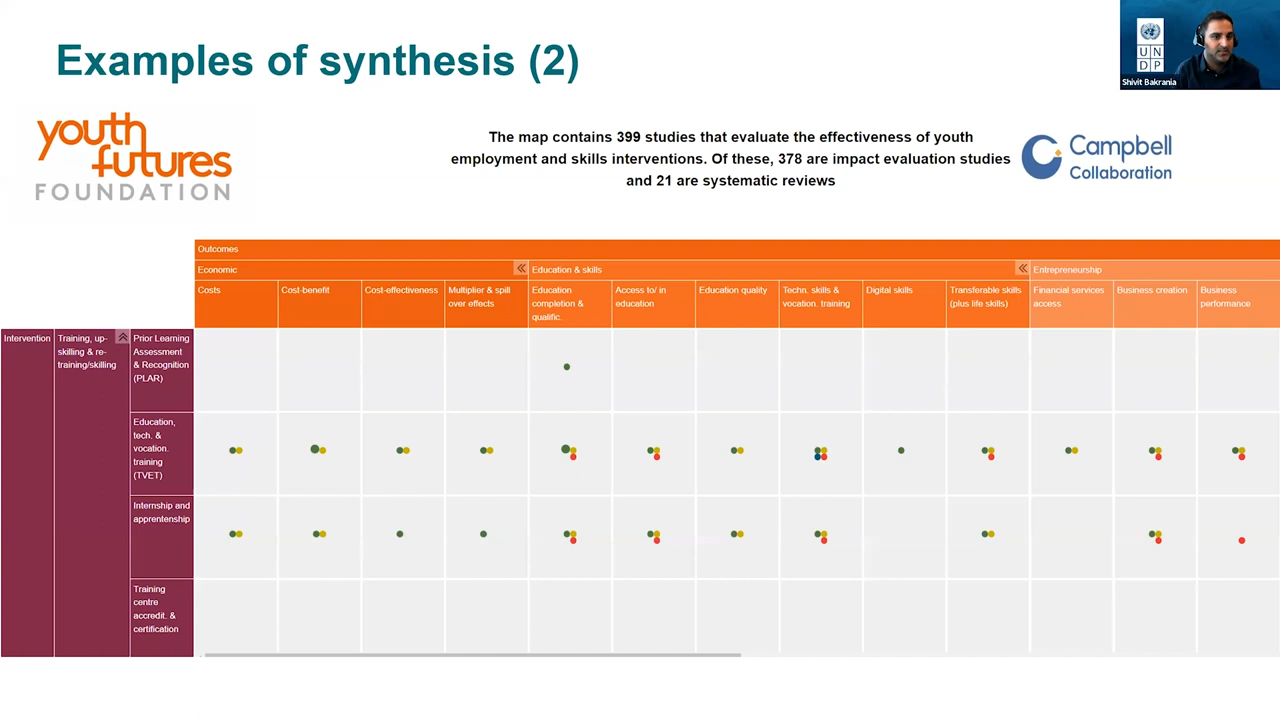 Examples of synthesis (2)
UN
DP
Shivit Bakrania
youth
futures
FOUNDATION
The map contains 399 studies that evaluate the effectiveness of youth
employment and skills interventions. Of these, 378 are impact evaluation studies
and 21 are systematic reviews
Campbell
Collaboration
Outcomes
Economic
Education & skills
Entrepreneurship
Costs
Cost-benefit
Cost-effectiveness
Multiplier & spill
over effects
Education
completion &
qualific.
Access to/ in
education
Education quality
Techn. skills &
vocation. training
Digital skills
Transferable skills
(plus life skills)
Financial services
access
Business creation
Business
performance
Intervention
Training, up-
skilling & re-
training/skilling
Prior Learning
Assessment
& Recognition
(PLAR)
Education,
tech. &
vocation.
training
(TVET)
Internship and
apprentenship
Training
centre
accredit. &
certification